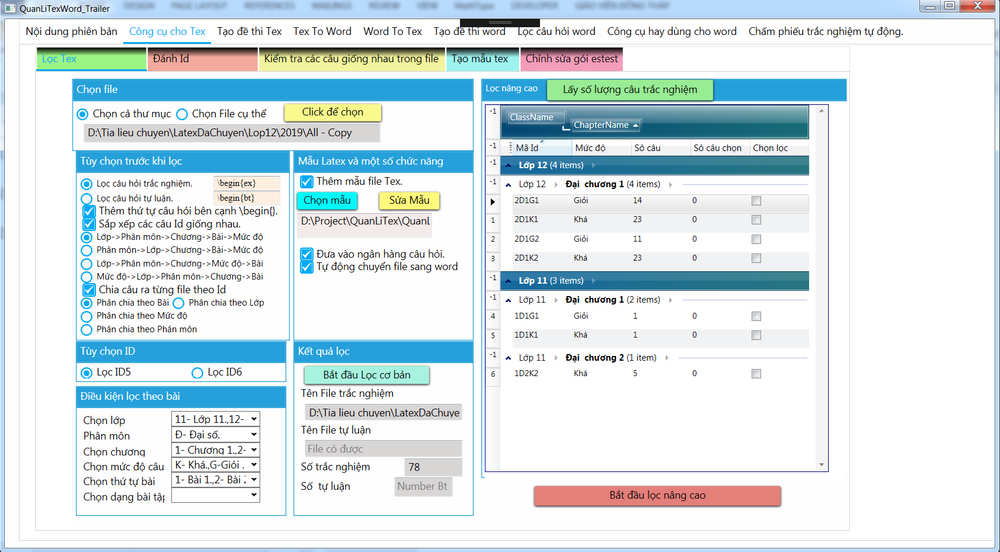 DESIGN PAGE LAYOUT REFERENCES MAILINGS REVIEW VIEW MathType DEVELOPER GIÁO VIÊN ĐỒNG THÁP
QuanLiTexWord_Trailer
Nội dung phiên bản Công cụ cho Tex Tạo đề thi Tex Tex To Word Word To Tex Tạo đề thi word Lọc câu hỏi word Công cụ hay dùng cho word Chấm phiếu trắc nghiệm tự động.
Lọc Tex Đánh Id Kiểm tra các câu giống nhau trong file Tạo mẫu tex Chỉnh sửa gói estest
Chọn file
Chọn cả thư mục Chọn File cụ thể Click để chọn
D:\Tia lieu chuyen\LatexDaChuyen\Lop12\2019\All - Copy
Tùy chọn trước khi lọc
Lọc câu hỏi trắc nghiệm. \begin{ex}
Lọc câu hỏi tự luận. \begin{bt}
Thêm thứ tự câu hỏi bên cạnh \begin{}.
Sắp xếp các câu Id giống nhau.
Lớp->Phân môn->Chương->Bài->Mức độ
Phân môn->Lớp->Chương->Bài->Mức độ
Lớp->Phân môn->Chương->Mức độ->Bài
Mức độ->Lớp->Phân môn->Chương->Bài
Chia câu ra từng file theo Id
Phân chia theo Bài Phân chia theo Lớp
Phân chia theo Mức độ
Phân chia theo Phân môn
Mẫu Latex và một số chức năng
Thêm mẫu file Tex.
Chọn mẫu Sửa Mẫu
D:\Project\QuanLiTex\QuanL
Đưa vào ngân hàng câu hỏi.
Tự động chuyển file sang word
Tùy chọn ID
Lọc ID5 Lọc ID6
Điều kiện lọc theo bài
Chọn lớp 11- Lớp 11.,12-
Phân môn Đ- Đại số.
Chọn chương 1- Chương 1.,2-
Chọn mức độ câu K- Khá.,G-Giỏi .
Chọn thứ tự bài 1- Bài 1.,2- Bài 2
Chọn dạng bài tập
Kết quả lọc
Bắt đầu Lọc cơ bản
Tên File trắc nghiệm
D:\Tia lieu chuyen\LatexDaChuye
Tên File tự luận
File có được
Số trắc nghiệm 78
Số tự luận Number Bt
Lọc nâng cao Lấy số lượng câu trắc nghiệm
-1 ClassName
ChapterName
-1 Mã Id Mức độ Sô câu Sô câu chọn Chọn lọc
-1 Lớp 12 (4 items)
-1 Lớp 12 Đại chương 1 (4 items)
2D1G1 Giỏi 14 0
1 2D1K1 Khá 23 0
2 2D1G2 Giỏi 11 0
3 2D1K2 Khá 23 0
-1 Lớp 11 (3 items)
-1 Lớp 11 Đại chương 1 (2 items)
4 1D1G1 Giỏi 1 0
5 1D1K1 Khá 1 0
-1 Lớp 11 Đại chương 2 (1 item)
6 1D2K2 Khá 5 0
Bắt đầu lọc nâng cao